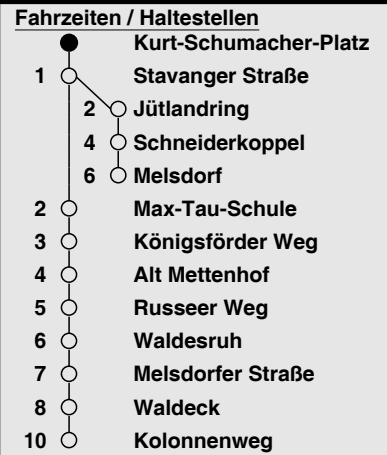 Fahrzeiten / Haltestellen
Kurt-Schumacher-Platz
1 Stavanger Straße
2 Jütlandring
4 Schneiderkoppel
6 Melsdorf
2 Max-Tau-Schule
3 Königsförder Weg
4 Alt Mettenhof
5 Russeer Weg
6 Waldesruh
7 Melsdorfer Straße
8 Waldeck
10 Kolonnenweg